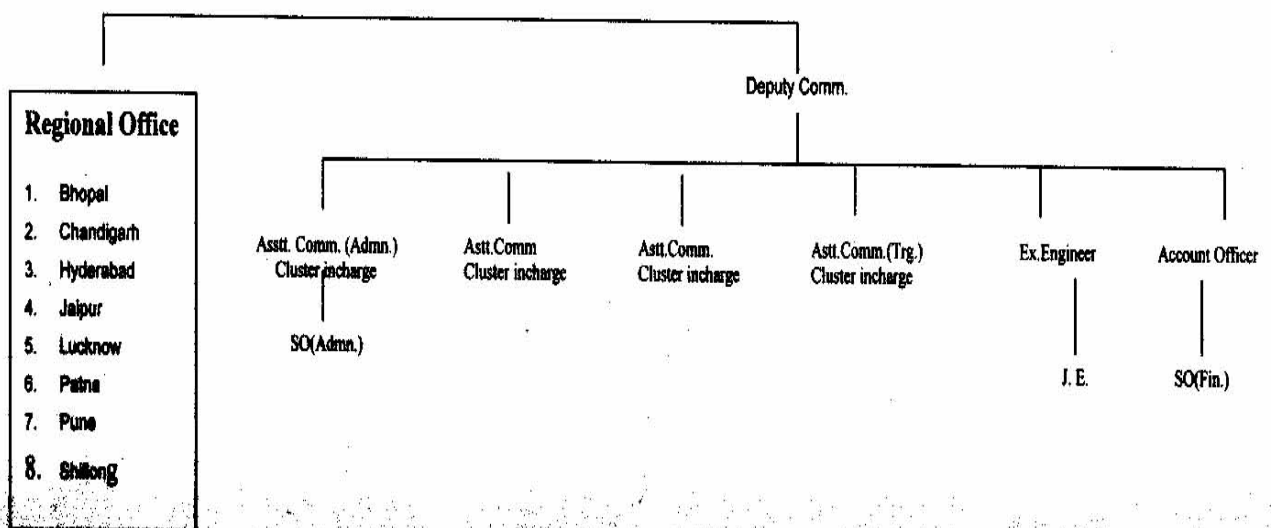 Deputy Comm.
Regional Office
1. Bhopal
2. Chandigarh
3. Hyderabad
4. Jaipur
5. Lucknow
6. Patna
7. Pune
8. Shillong
Asstt. Comm. (Admn.)
Cluster incharge
SO(Admn.)
Astt.Comm
Cluster incharge
Astt.Comm.
Cluster incharge
Astt.Comm.(Trg.)
Cluster incharge
Ex.Engineer
J. E.
Account Officer
SO(Fin.)